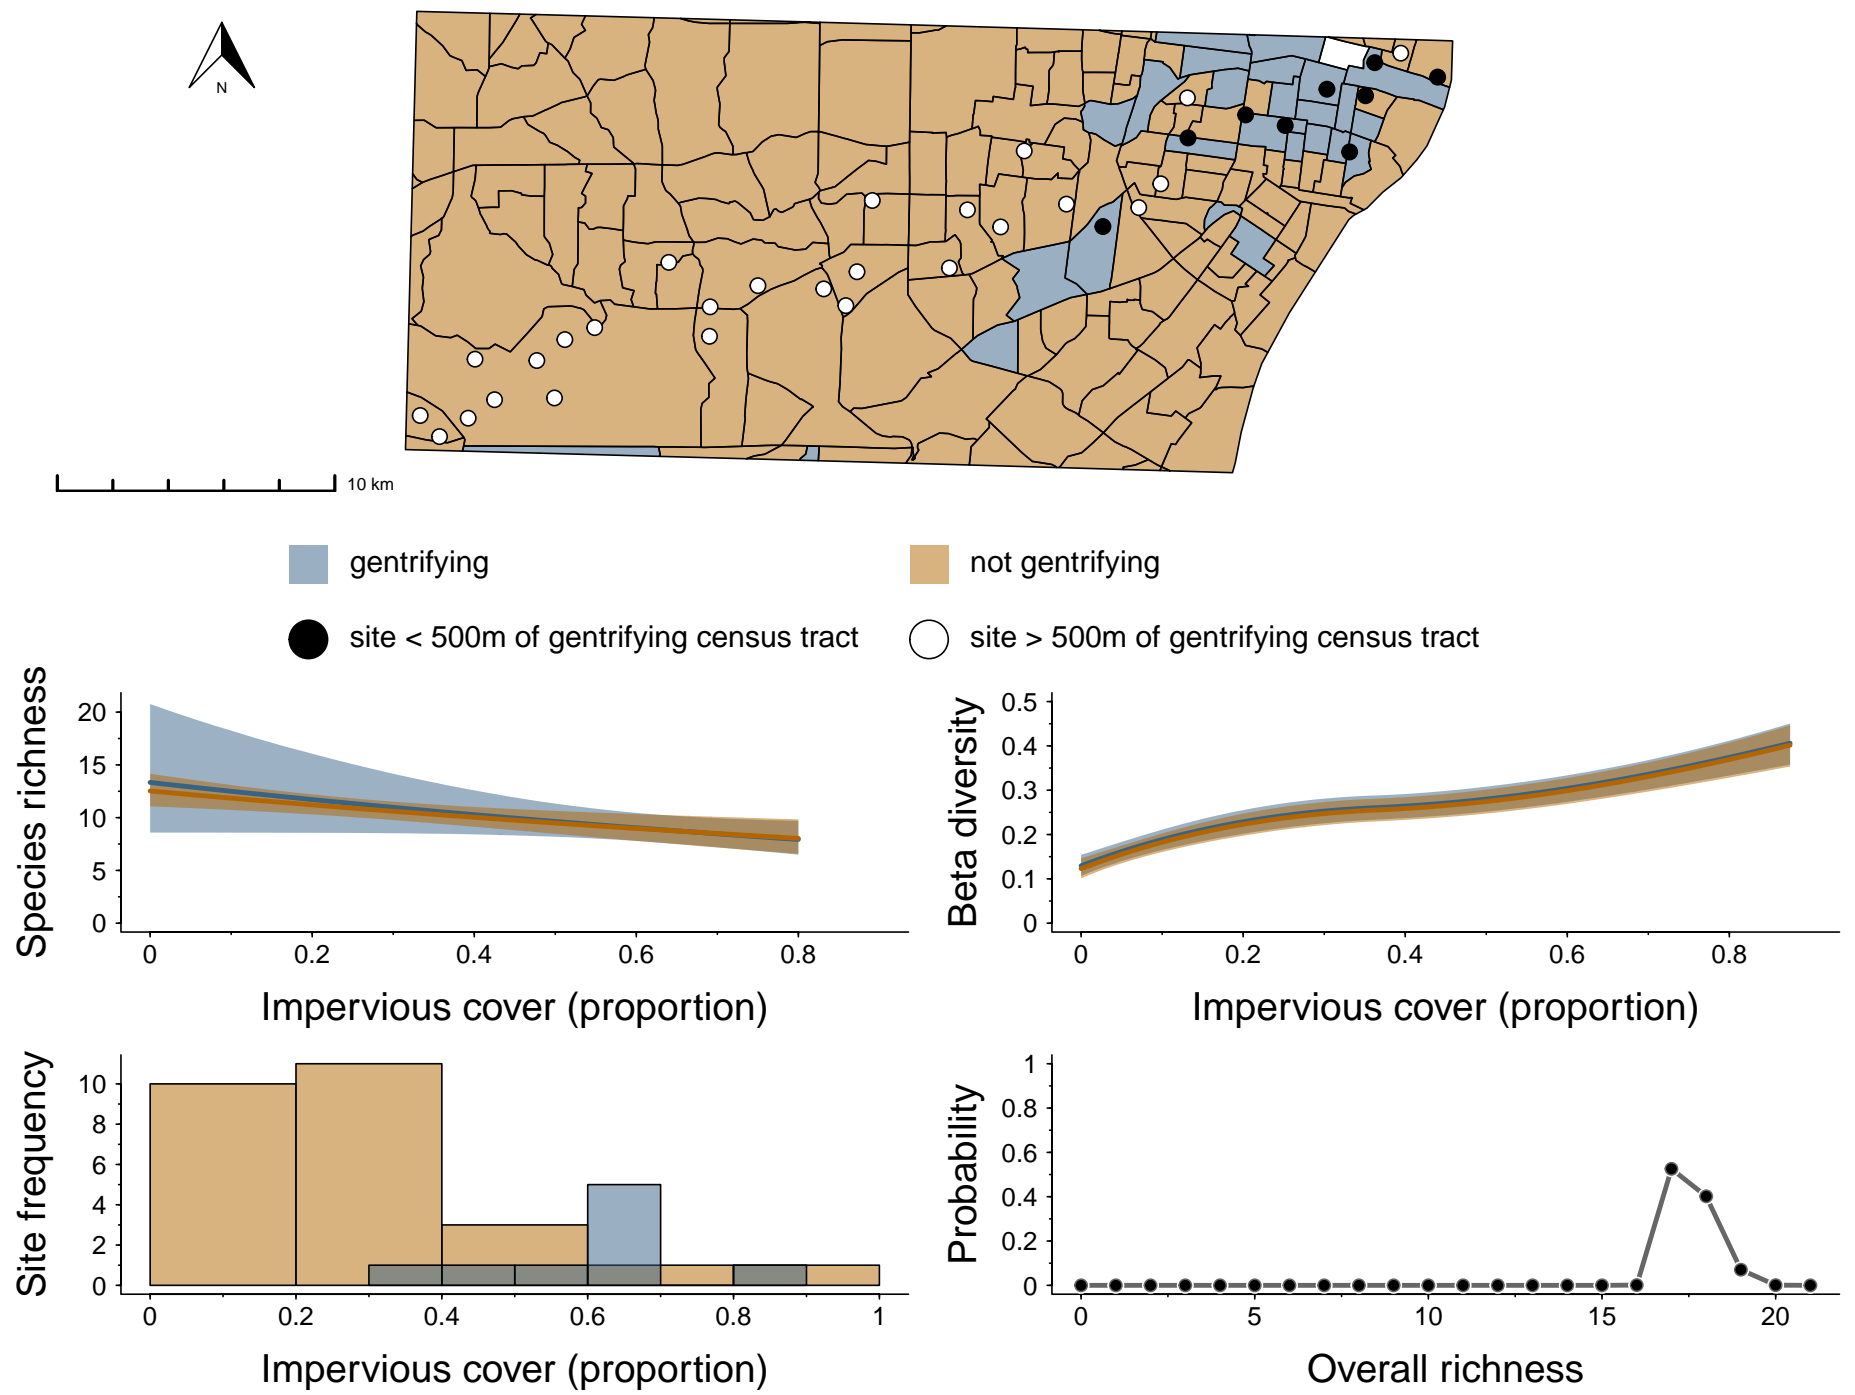 N
10 km
gentrifying
not gentrifying
site < 500m of gentrifying census tract
site > 500m of gentrifying census tract
Species richness
20
15
10
5
0
0 0.2 0.4 0.6 0.8
Impervious cover (proportion)
Beta diversity
0.5
0.4
0.3
0.2
0.1
0
0 0.2 0.4 0.6 0.8
Impervious cover (proportion)
Site frequency
10
8
6
4
2
0
0 0.2 0.4 0.6 0.8 1
Impervious cover (proportion)
Probability
1
0.8
0.6
0.4
0.2
0
0 5 10 15 20
Overall richness